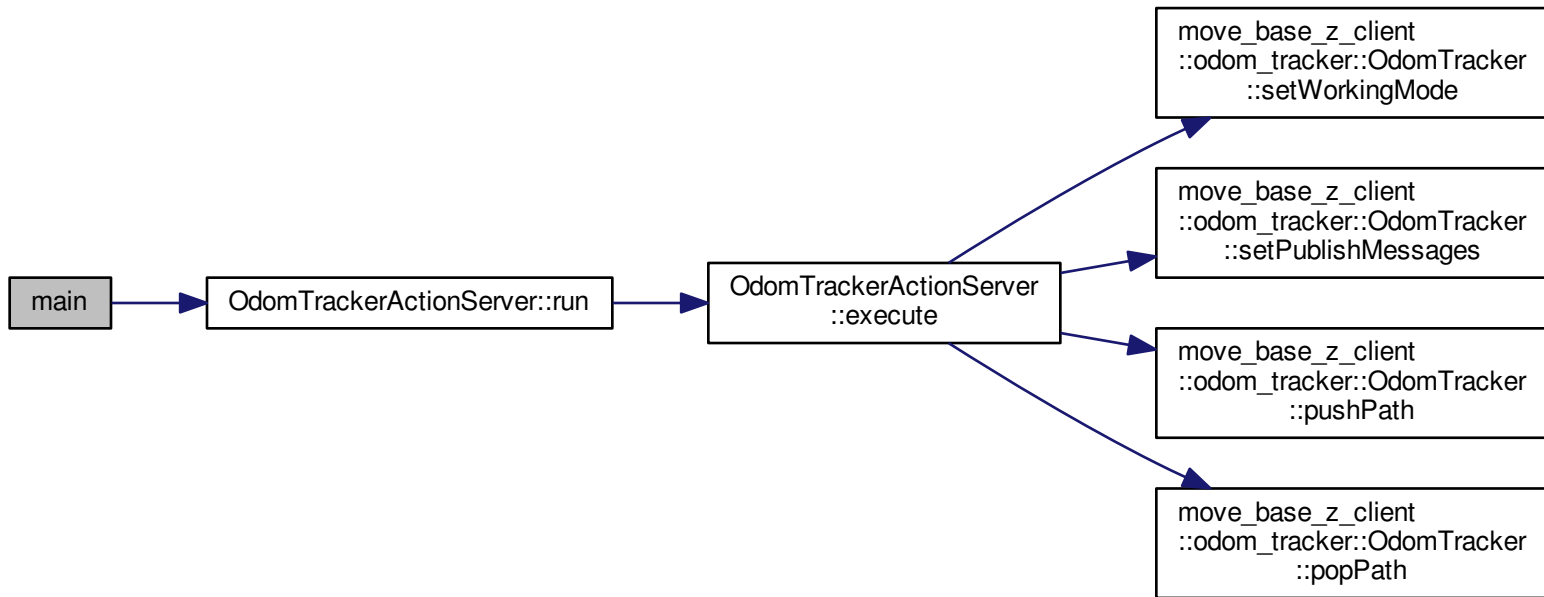 main
OdomTrackerActionServer::run
OdomTrackerActionServer
::execute
move_base_z_client
::odom_tracker::OdomTracker
::setWorkingMode
move_base_z_client
::odom_tracker::OdomTracker
::setPublishMessages
move_base_z_client
::odom_tracker::OdomTracker
::pushPath
move_base_z_client
::odom_tracker::OdomTracker
::popPath